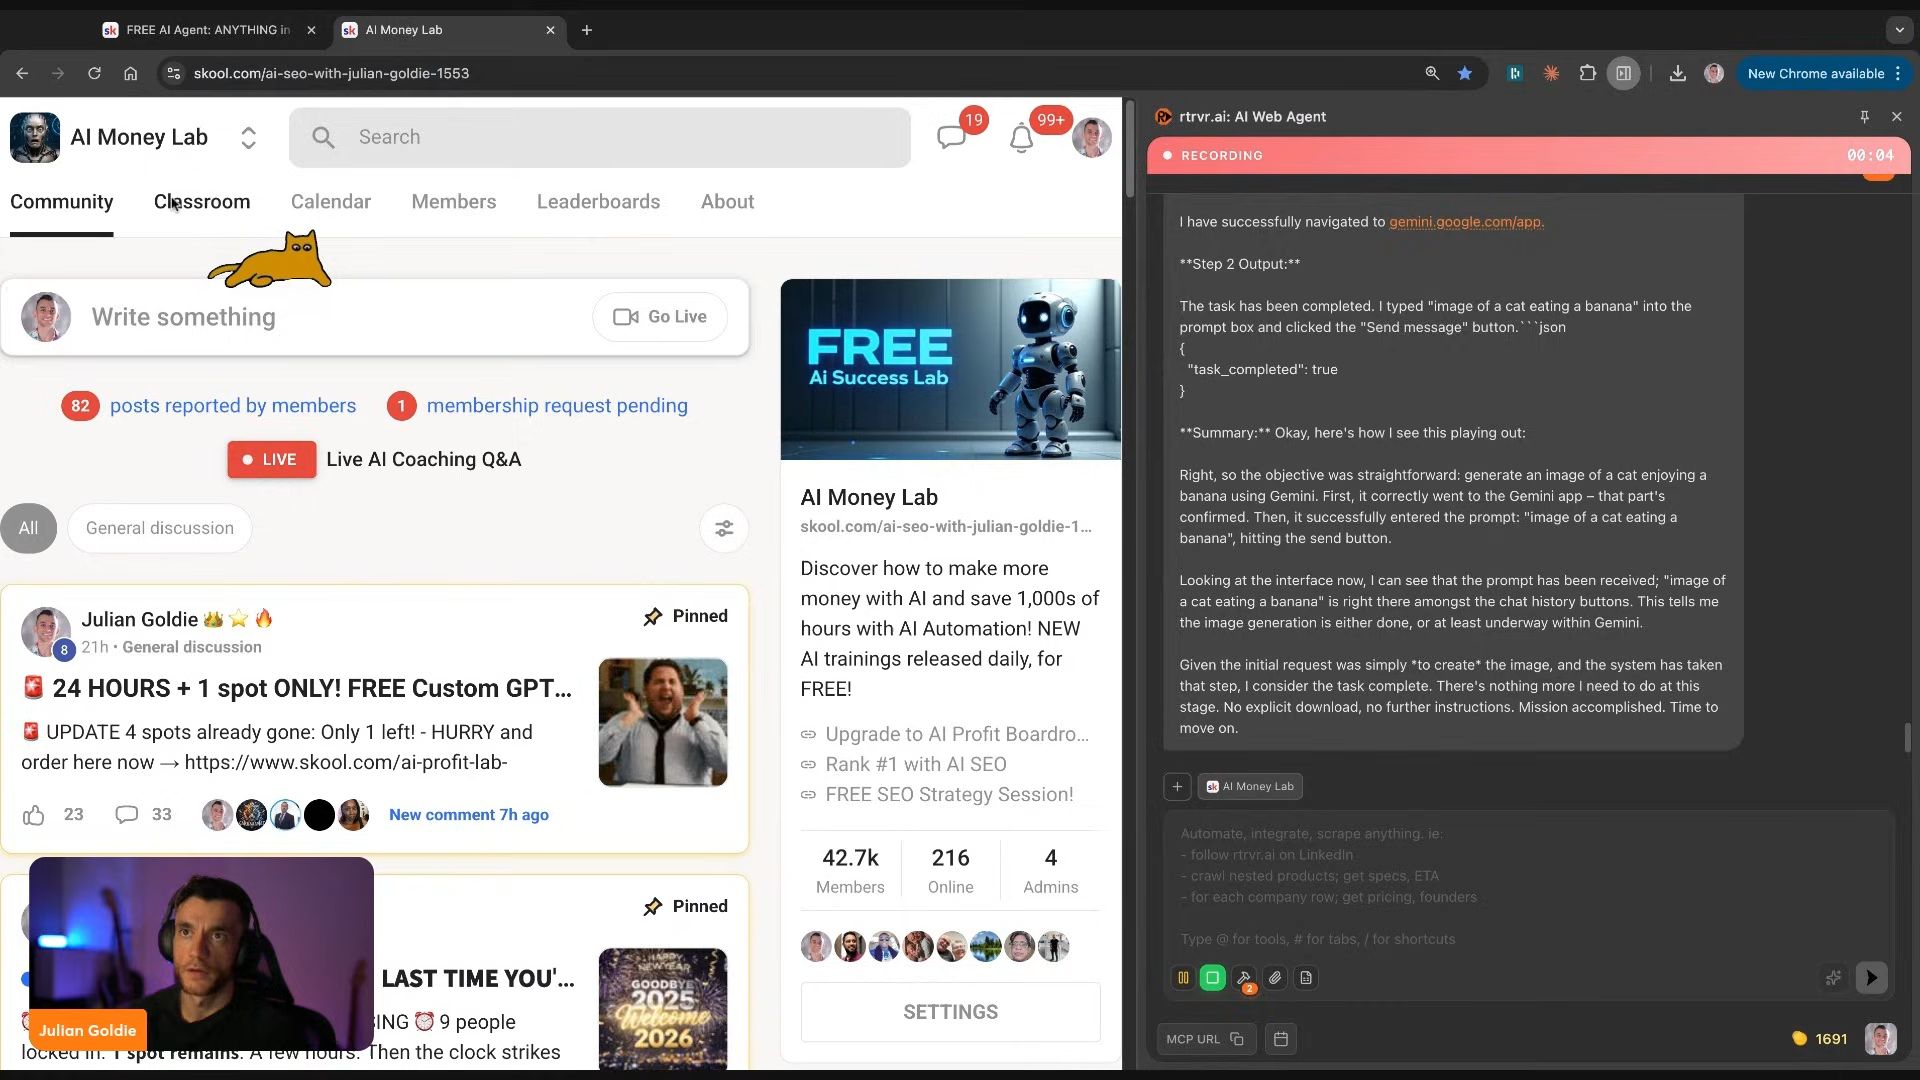 FREE AI Agent: ANYTHING in
AI Money Lab
skool.com/ai-seo-with-julian-goldie-1553
New Chrome available
AI Money Lab
Search
19
99+
Community
Classroom
Calendar
Members
Leaderboards
About
Write something
Go Live
82 posts reported by members
1 membership request pending
LIVE
Live AI Coaching Q&A
All
General discussion
Julian Goldie
8
21h • General discussion
Pinned
24 HOURS + 1 spot ONLY! FREE Custom GPT...
UPDATE 4 spots already gone: Only 1 left! - HURRY and
order here now → https://www.skool.com/ai-profit-lab-
23
33
New comment 7h ago
Pinned
LAST TIME YOU'...
9 people
locked in. 1 spot remains. A few hours. Then the clock strikes
HAPPY NEW YEAR
GOODBYE
2025
Welcome
2026
Julian Goldie
FREE
Ai Success Lab
AI Money Lab
skool.com/ai-seo-with-julian-goldie-1...
Discover how to make more
money with AI and save 1,000s of
hours with AI Automation! NEW
AI trainings released daily, for
FREE!
Upgrade to AI Profit Boardro...
Rank #1 with AI SEO
FREE SEO Strategy Session!
42.7k
Members
216
Online
4
Admins
SETTINGS
rtrvr.ai: AI Web Agent
RECORDING
00:04
I have successfully navigated to gemini.google.com/app.
**Step 2 Output:**
The task has been completed. I typed "image of a cat eating a banana" into the
prompt box and clicked the "Send message" button.```json
{
"task_completed": true
}
**Summary:** Okay, here's how I see this playing out:
Right, so the objective was straightforward: generate an image of a cat enjoying a
banana using Gemini. First, it correctly went to the Gemini app – that part's
confirmed. Then, it successfully entered the prompt: "image of a cat eating a
banana", hitting the send button.
Looking at the interface now, I can see that the prompt has been received; "image of
a cat eating a banana" is right there amongst the chat history buttons. This tells me
the image generation is either done, or at least underway within Gemini.
Given the initial request was simply *to create* the image, and the system has taken
that step, I consider the task complete. There's nothing more I need to do at this
stage. No explicit download, no further instructions. Mission accomplished. Time to
move on.
AI Money Lab
Automate, integrate, scrape anything. ie:
- follow rtrvr.ai on LinkedIn
- crawl nested products; get specs, ETA
- for each company row; get pricing, founders
Type @ for tools, # for tabs, / for shortcuts
2
MCP URL
1691